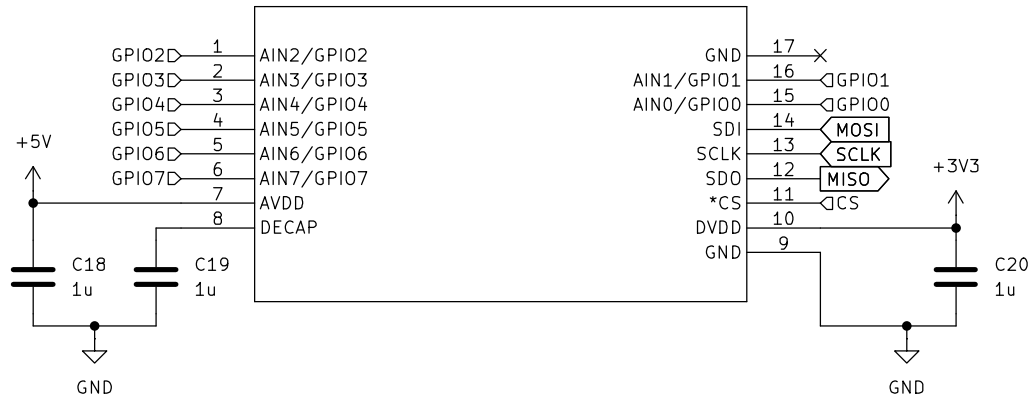 GPIO2 1 AIN2/GPIO2 GND 17
GPIO3 2 AIN3/GPIO3 AIN1/GPIO1 16 GPIO1
GPIO4 3 AIN4/GPIO4 AIN0/GPIO0 15 GPIO0
GPIO5 4 AIN5/GPIO5 SDI 14 MOSI
+5V GPIO6 5 AIN6/GPIO6 SCLK 13 SCLK
GPIO7 6 AIN7/GPIO7 SDO 12 MISO +3V3
7 AVDD *CS 11 CS
8 DECAP DVDD 10
GND 9
C18 C19 C20
1u 1u 1u
GND GND